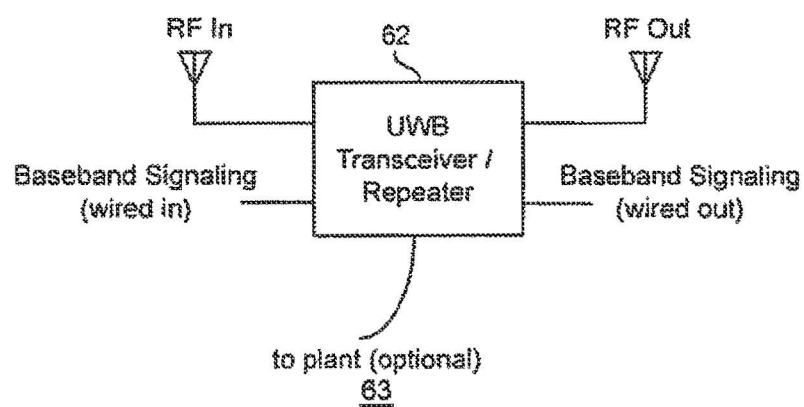 RF In
62
RF Out
UWB
Transceiver /
Repeater
Baseband Signaling
(wired in)
Baseband Signaling
(wired out)
to plant (optional)
63